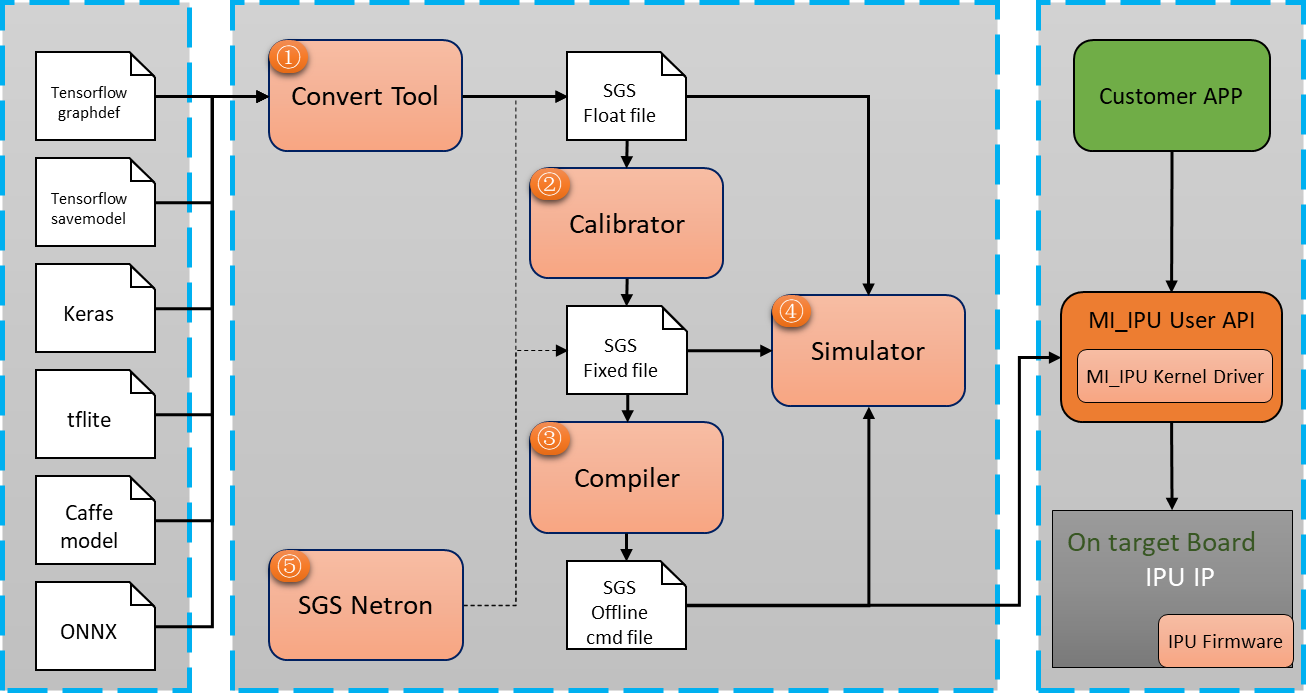 Tensorflow
graphdef
Tensorflow
savemodel
Keras
tflite
Caffe
model
ONNX
①
Convert Tool
SGS
Float file
②
Calibrator
SGS
Fixed file
③
Compiler
④
Simulator
⑤
SGS Netron
SGS
Offline
cmd file
Customer APP
MI_IPU User API
MI_IPU Kernel Driver
On target Board
IPU IP
IPU Firmware